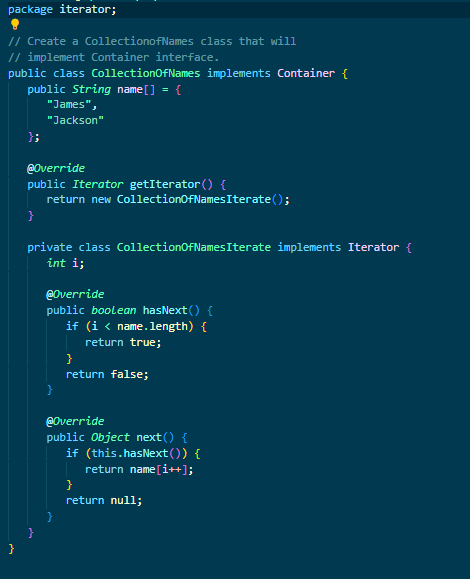 package iterator;
// Create a CollectionofNames class that will
// implement Container interface.
public class CollectionOfNames implements Container {
public String name[] = {
"James",
"Jackson"
};
@Override
public Iterator getIterator() {
return new CollectionOfNamesIterate();
}
private class CollectionOfNamesIterate implements Iterator {
int i;
@Override
public boolean hasNext() {
if (i < name.length) {
return true;
}
return false;
}
@Override
public Object next() {
if (this.hasNext()) {
return name[i++];
}
return null;
}
}
}